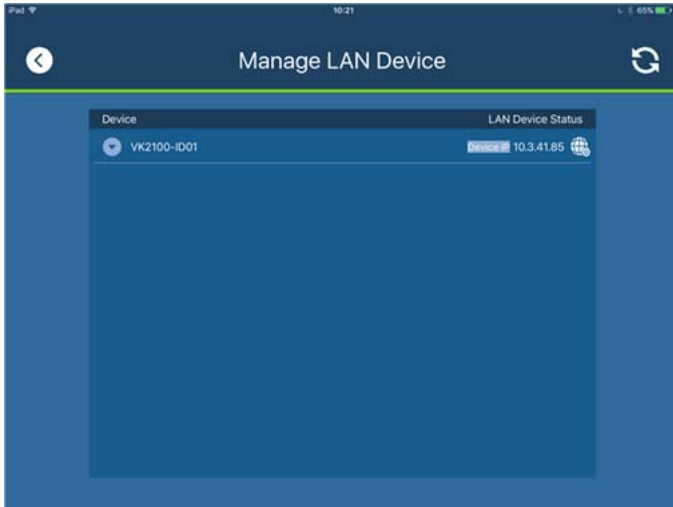 iPad 10:21 65%
Manage LAN Device
Device LAN Device Status
VK2100-ID01 Device IP 10.3.41.85